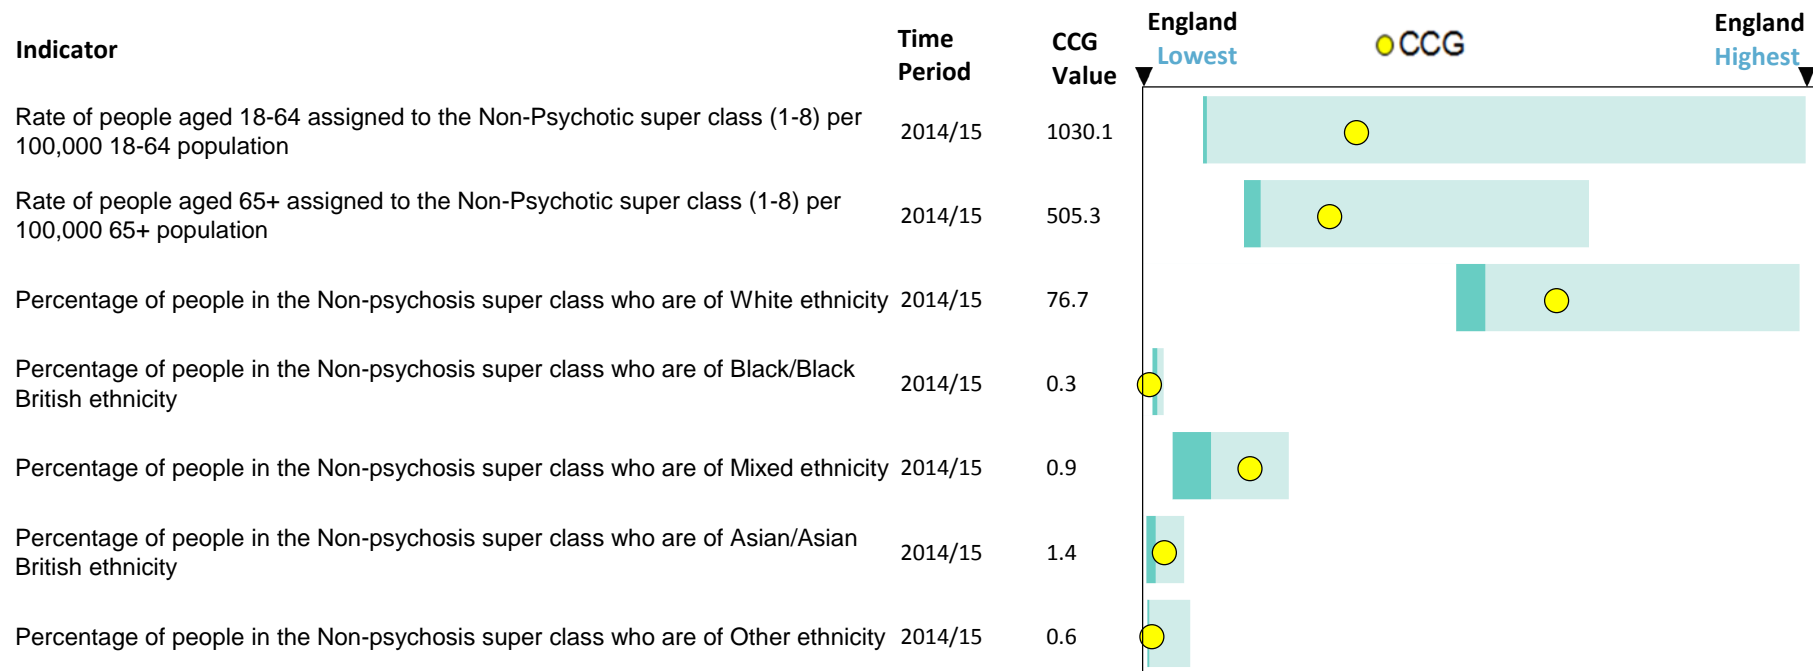 Indicator
Time Period
CCG Value
England Lowest
CCG
England Highest
Rate of people aged 18-64 assigned to the Non-Psychotic super class (1-8) per
100,000 18-64 population
2014/15
1030.1
Rate of people aged 65+ assigned to the Non-Psychotic super class (1-8) per
100,000 65+ population
2014/15
505.3
Percentage of people in the Non-psychosis super class who are of White ethnicity
2014/15
76.7
Percentage of people in the Non-psychosis super class who are of Black/Black
British ethnicity
2014/15
0.3
Percentage of people in the Non-psychosis super class who are of Mixed ethnicity
2014/15
0.9
Percentage of people in the Non-psychosis super class who are of Asian/Asian
British ethnicity
2014/15
1.4
Percentage of people in the Non-psychosis super class who are of Other ethnicity
2014/15
0.6